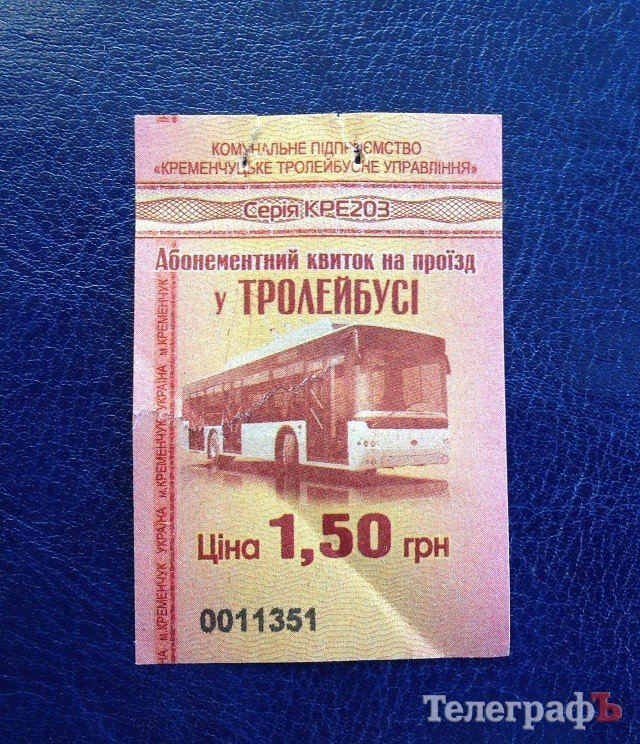 КОМУНАЛЬНЕ ПІДПРИЄМСТВО
«КРЕМЕНЧУЦЬКЕ ТРОЛЕЙБУСНЕ УПРАВЛІННЯ»
Серія КРЕ203
Абонементний квиток на проїзд
у ТРОЛЕЙБУСІ
м.КРЕМЕНЧУК УКРАЇНА м.КРЕМЕНЧУК УКРАЇНА м.КРЕМЕНЧУК
Ціна 1,50 грн
0011351
ТелеграфЪ